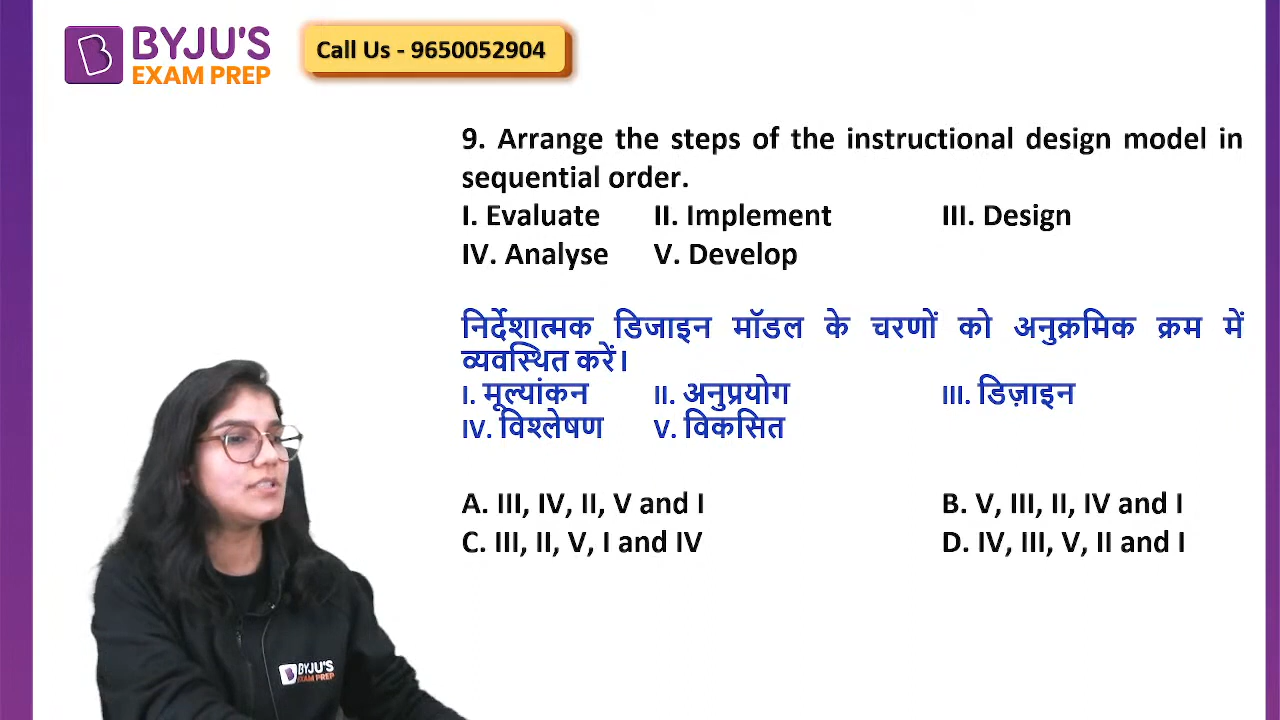 BYJU'S
EXAM PREP
Call Us - 9650052904
9. Arrange the steps of the instructional design model in
sequential order.
I. Evaluate II. Implement III. Design
IV. Analyse V. Develop
निर्देशात्मक डिजाइन मॉडल के चरणों को अनुक्रमिक क्रम में
व्यवस्थित करें।
I. मूल्यांकन II. अनुप्रयोग III. डिज़ाइन
IV. विश्लेषण V. विकसित
A. III, IV, II, V and I B. V, III, II, IV and I
C. III, II, V, I and IV D. IV, III, V, II and I
BYJU'S
EXAM PREP